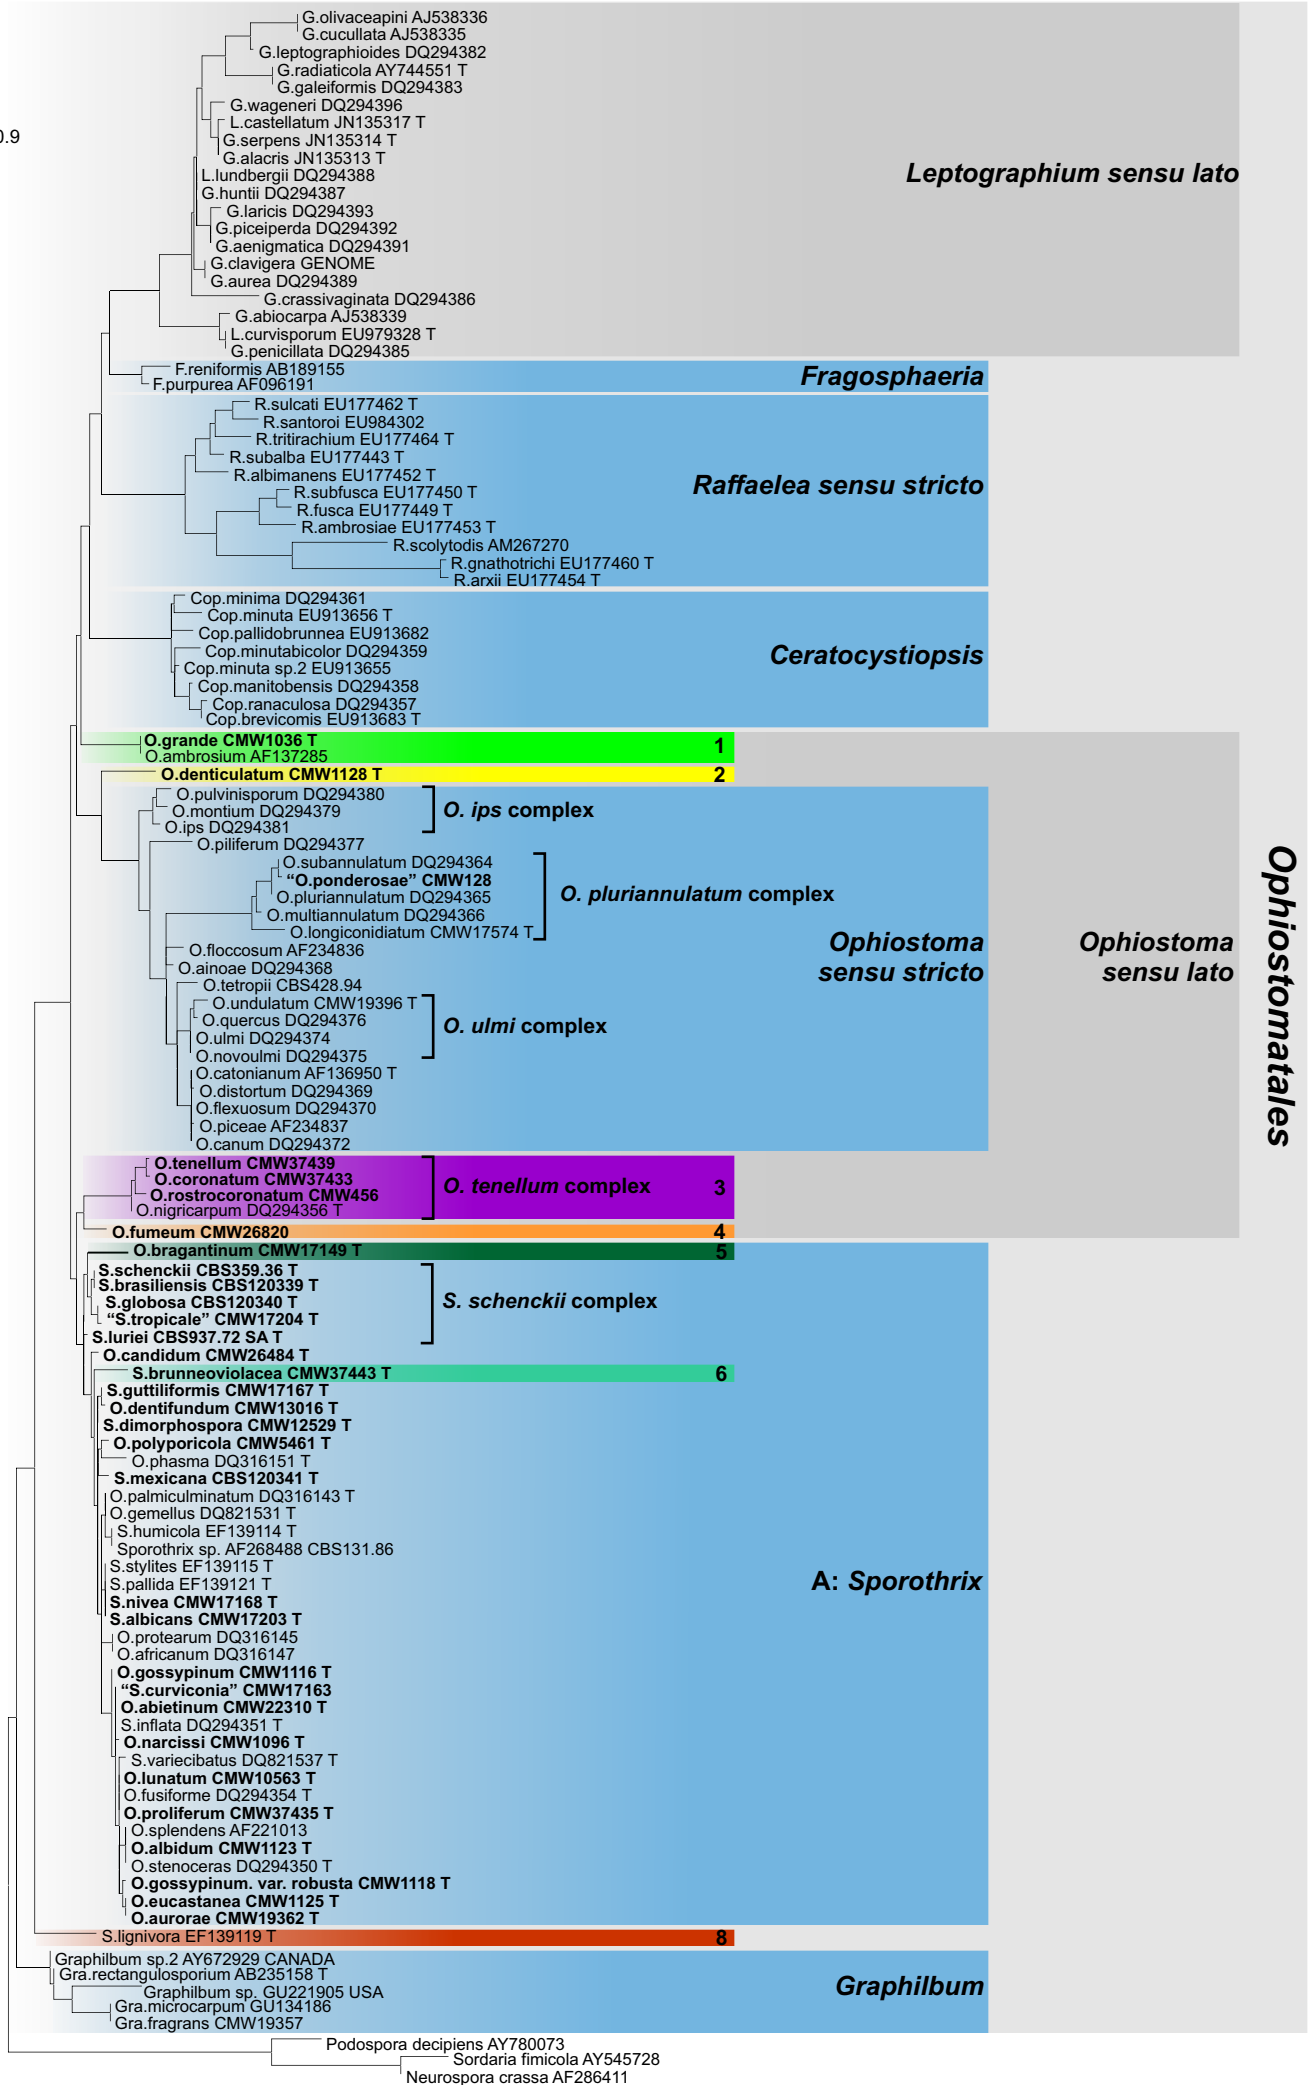 G.olivaceapini AJ538336
G.cucullata AJ538335
G.leptographioides DQ294382
G.radiaticola AY744551 T
G.galeiformis DQ294383
G.wageneri DQ294396
L.castellatum JN135317 T
0.9
G.serpens JN135314 T
G.alacris JN135313 T
L.lundbergii DQ294388
Leptographium sensu lato
G.huntii DQ294387
G.laricis DQ294393
G.piceiperda DQ294392
G.aenigmatica DQ294391
G.clavigera GENOME
G.aurea DQ294389
G.crassivaginata DQ294386
G.abiocarpa AJ538339
L.curvisporum EU979328 T
G.penicillata DQ294385
F.reniformis AB189155
F.purpurea AF096191
Fragosphaeria
R.sulcati EU177462 T
R.santoroi EU984302
R.tritirachium EU177464 T
R.subalba EU177443 T
R.albimanens EU177452 T
R.subfusca EU177450 T
Raffaelea sensu stricto
R.fusca EU177449 T
R.ambrosiae EU177453 T
R.scolytodis AM267270
R.gnathotrichi EU177460 T
R.arxii EU177454 T
Cop.minima DQ294361
Cop.minuta EU913656 T
Cop.pallidobrunnea EU913682
Cop.minutabicolor DQ294359
Ceratocystiopsis
Cop.minuta sp.2 EU913655
Cop.manitobensis DQ294358
Cop.ranaculosa DQ294357
Cop.brevicomis EU913683 T
O.grande CMW1036 T
1
O.ambrosium AF137285
O.denticulatum CMW1128 T
2
O.pulvinisporum DQ294380
O.montium DQ294379
O. ips complex
O.ips DQ294381
O.piliferum DQ294377
O.subannulatum DQ294364
“O.ponderosae” CMW128
O.pluriannulatum DQ294365
O. pluriannulatum complex
O.multiannulatum DQ294366
O.longiconidiatum CMW17574 T
O.floccosum AF234836
Ophiostoma
sensu stricto
Ophiostoma
sensu lato
Ophiostomatales
O.ainoae DQ294368
O.tetropii CBS428.94
O.undulatum CMW19396 T
O.quercus DQ294376
O. ulmi complex
O.ulmi DQ294374
O.novoulmi DQ294375
O.catonianum AF136950 T
O.distortum DQ294369
O.flexuosum DQ294370
O.piceae AF234837
O.canum DQ294372
O.tenellum CMW37439
O.coronatum CMW37433
O. tenellum complex
3
O.rostrocoronatum CMW456
O.nigricarpum DQ294356 T
O.fumeum CMW26820
4
O.bragantinum CMW17149 T
5
S.schenckii CBS359.36 T
S.brasiliensis CBS120339 T
S.globosa CBS120340 T
S. schenckii complex
“S.tropicale” CMW17204 T
S.luriei CBS937.72 SA T
O.candidum CMW26484 T
S.brunneoviolacea CMW37443 T
6
S.guttiliformis CMW17167 T
O.dentifundum CMW13016 T
S.dimorphospora CMW12529 T
O.polyporicola CMW5461 T
O.phasma DQ316151 T
S.mexicana CBS120341 T
O.palmiculminatum DQ316143 T
O.gemellus DQ821531 T
S.humicola EF139114 T
Sporothrix sp. AF268488 CBS131.86
S.stylites EF139115 T
S.pallida EF139121 T
A: Sporothrix
S.nivea CMW17168 T
S.albicans CMW17203 T
O.protearum DQ316145
O.africanum DQ316147
O.gossypinum CMW1116 T
“S.curviconia” CMW17163
O.abietinum CMW22310 T
S.inflata DQ294351 T
O.narcissi CMW1096 T
S.variecibatus DQ821537 T
O.lunatum CMW10563 T
O.fusiforme DQ294354 T
O.proliferum CMW37435 T
O.splendens AF221013
O.albidum CMW1123 T
O.stenoceras DQ294350 T
O.gossypinum. var. robusta CMW1118 T
O.eucastanea CMW1125 T
O.aurorae CMW19362 T
S.lignivora EF139119 T
8
Graphilbum sp.2 AY672929 CANADA
Gra.rectangulosporium AB235158 T
Graphilbum sp. GU221905 USA
Graphilbum
Gra.microcarpum GU134186
Gra.fragrans CMW19357
Podospora decipiens AY780073
Sordaria fimicola AY545728
Neurospora crassa AF286411